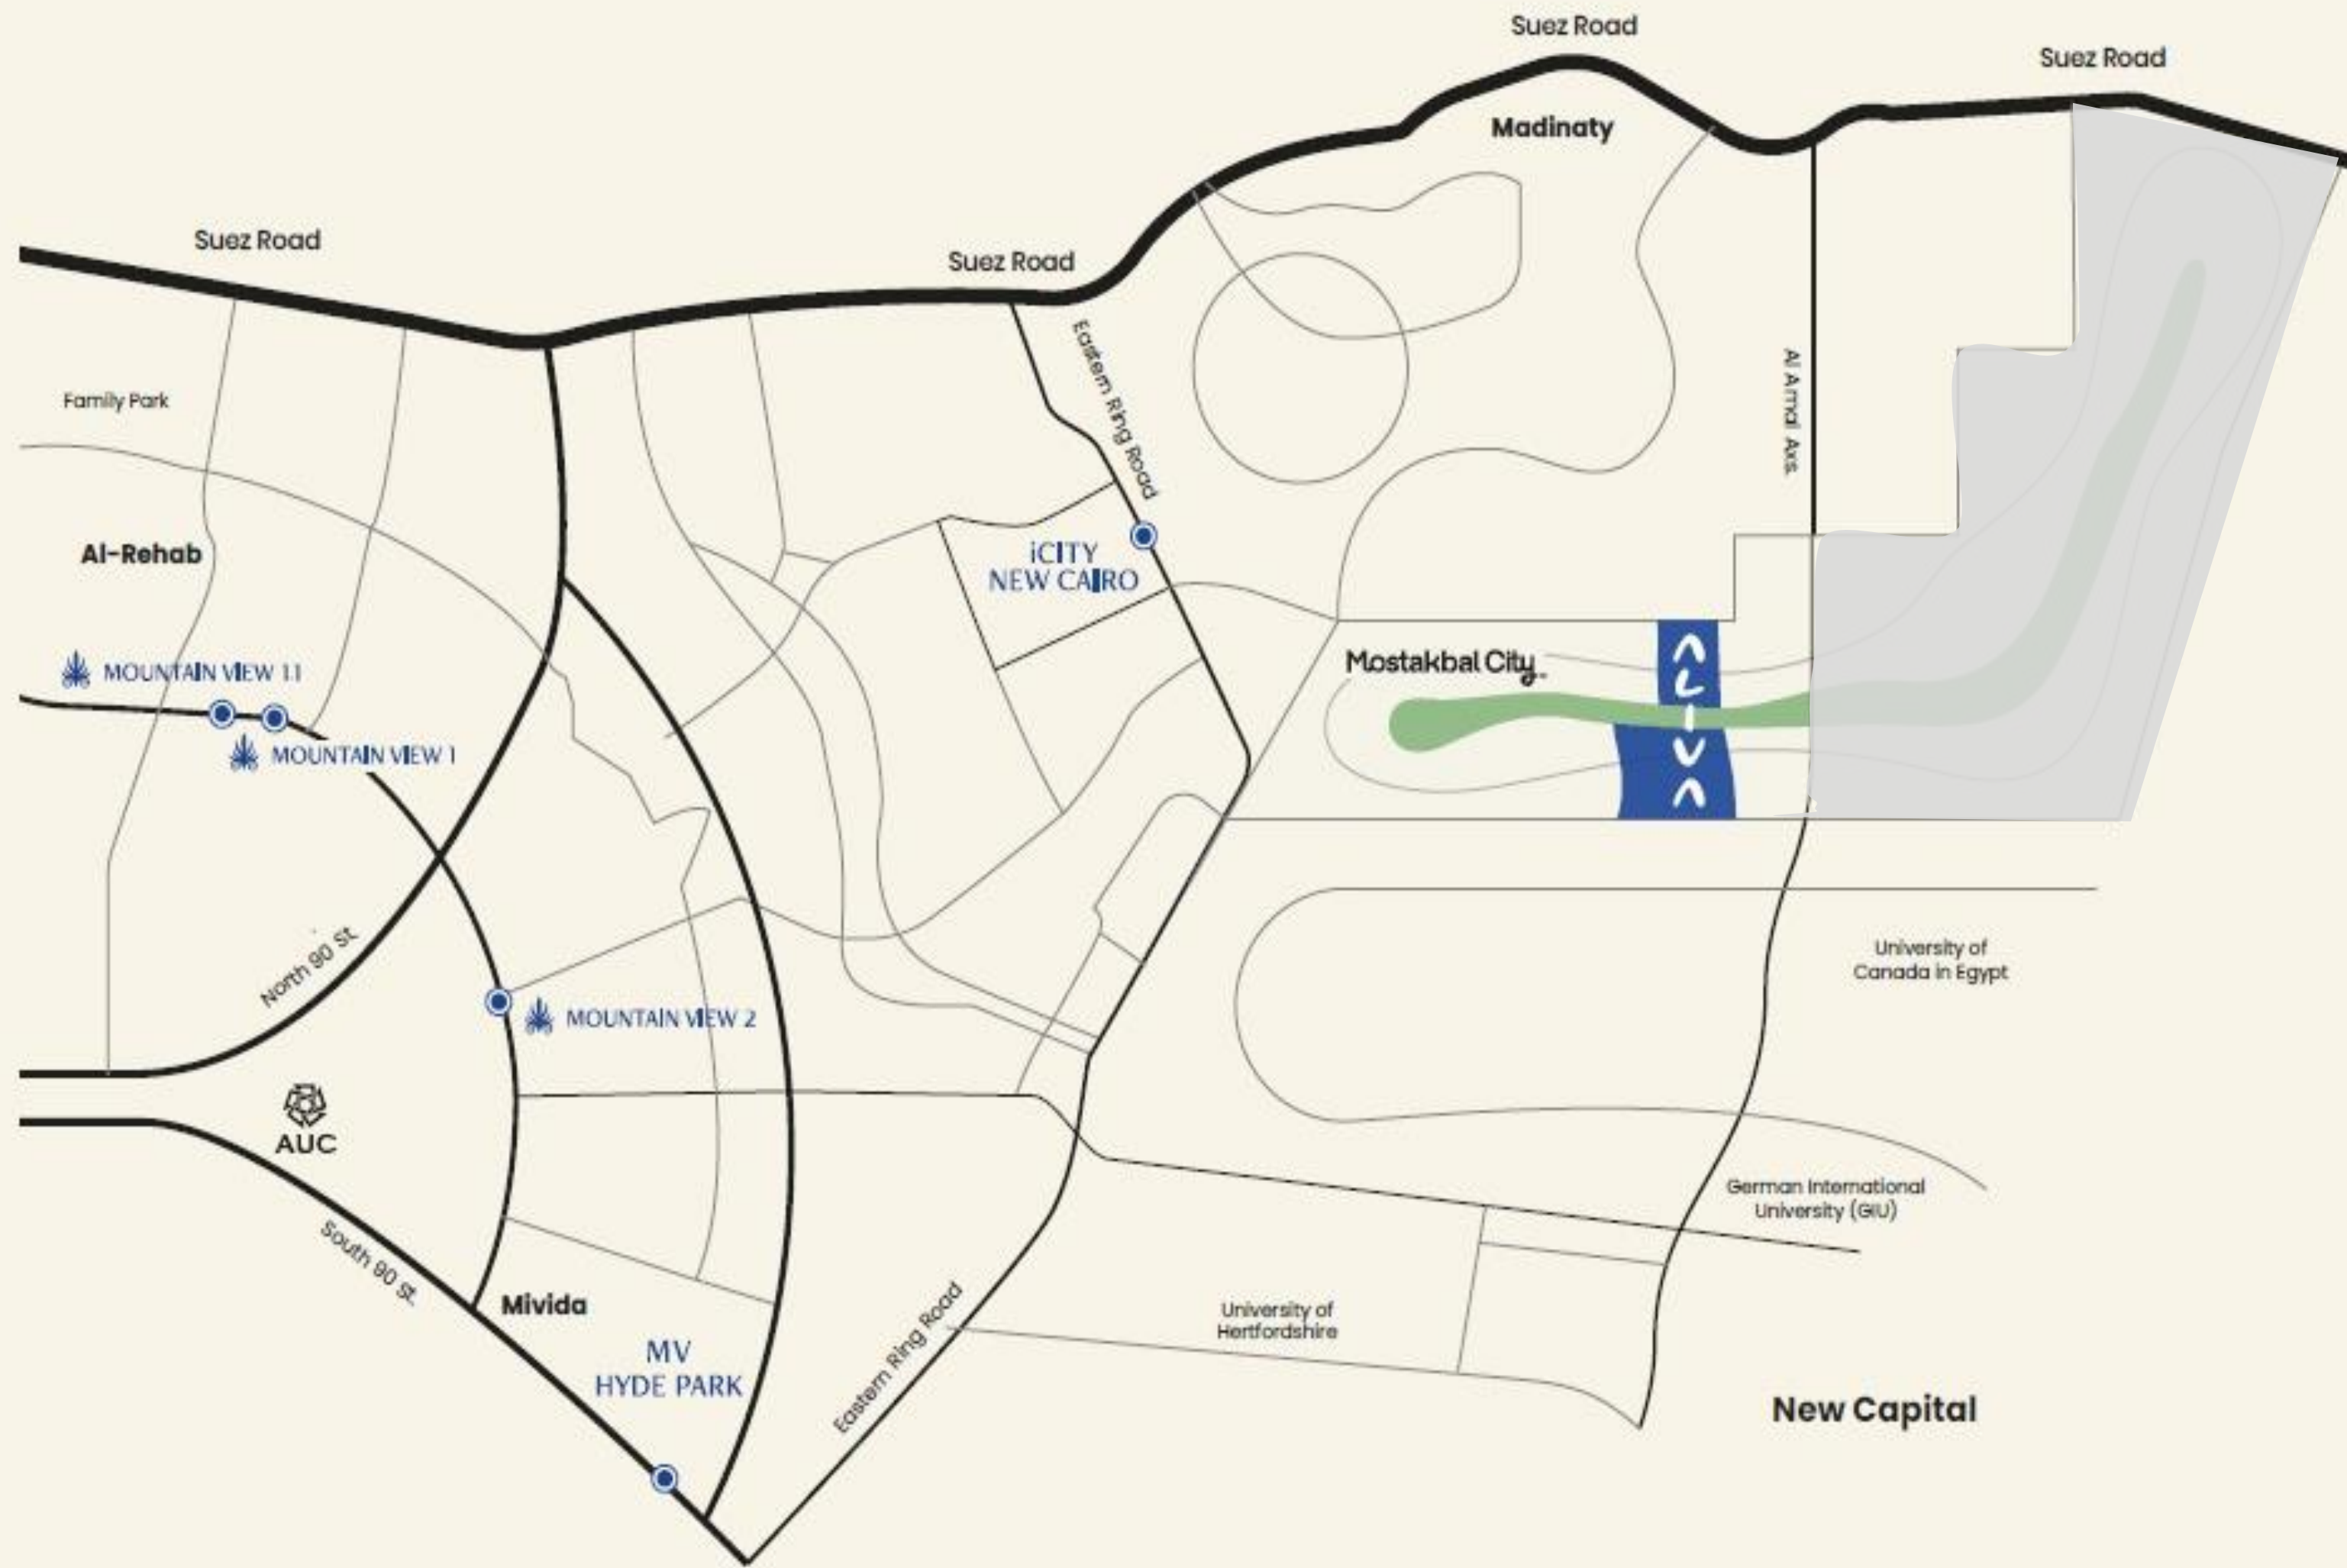 Suez Road
Suez Road
Madinaty
Suez Road
Suez Road
Eastern Ring Road
Al Amal Axs.
Family Park
Al-Rehab
iCITY
NEW CAIRO
MOUNTAIN VIEW 1.1
Mostakbal City
MOUNTAIN VIEW 1
North 90 St.
University of
Canada in Egypt
MOUNTAIN VIEW 2
AUC
German International
University (GIU)
South 90 St.
Mivida
University of
Hertfordshire
MV
HYDE PARK
Eastern Ring Road
New Capital